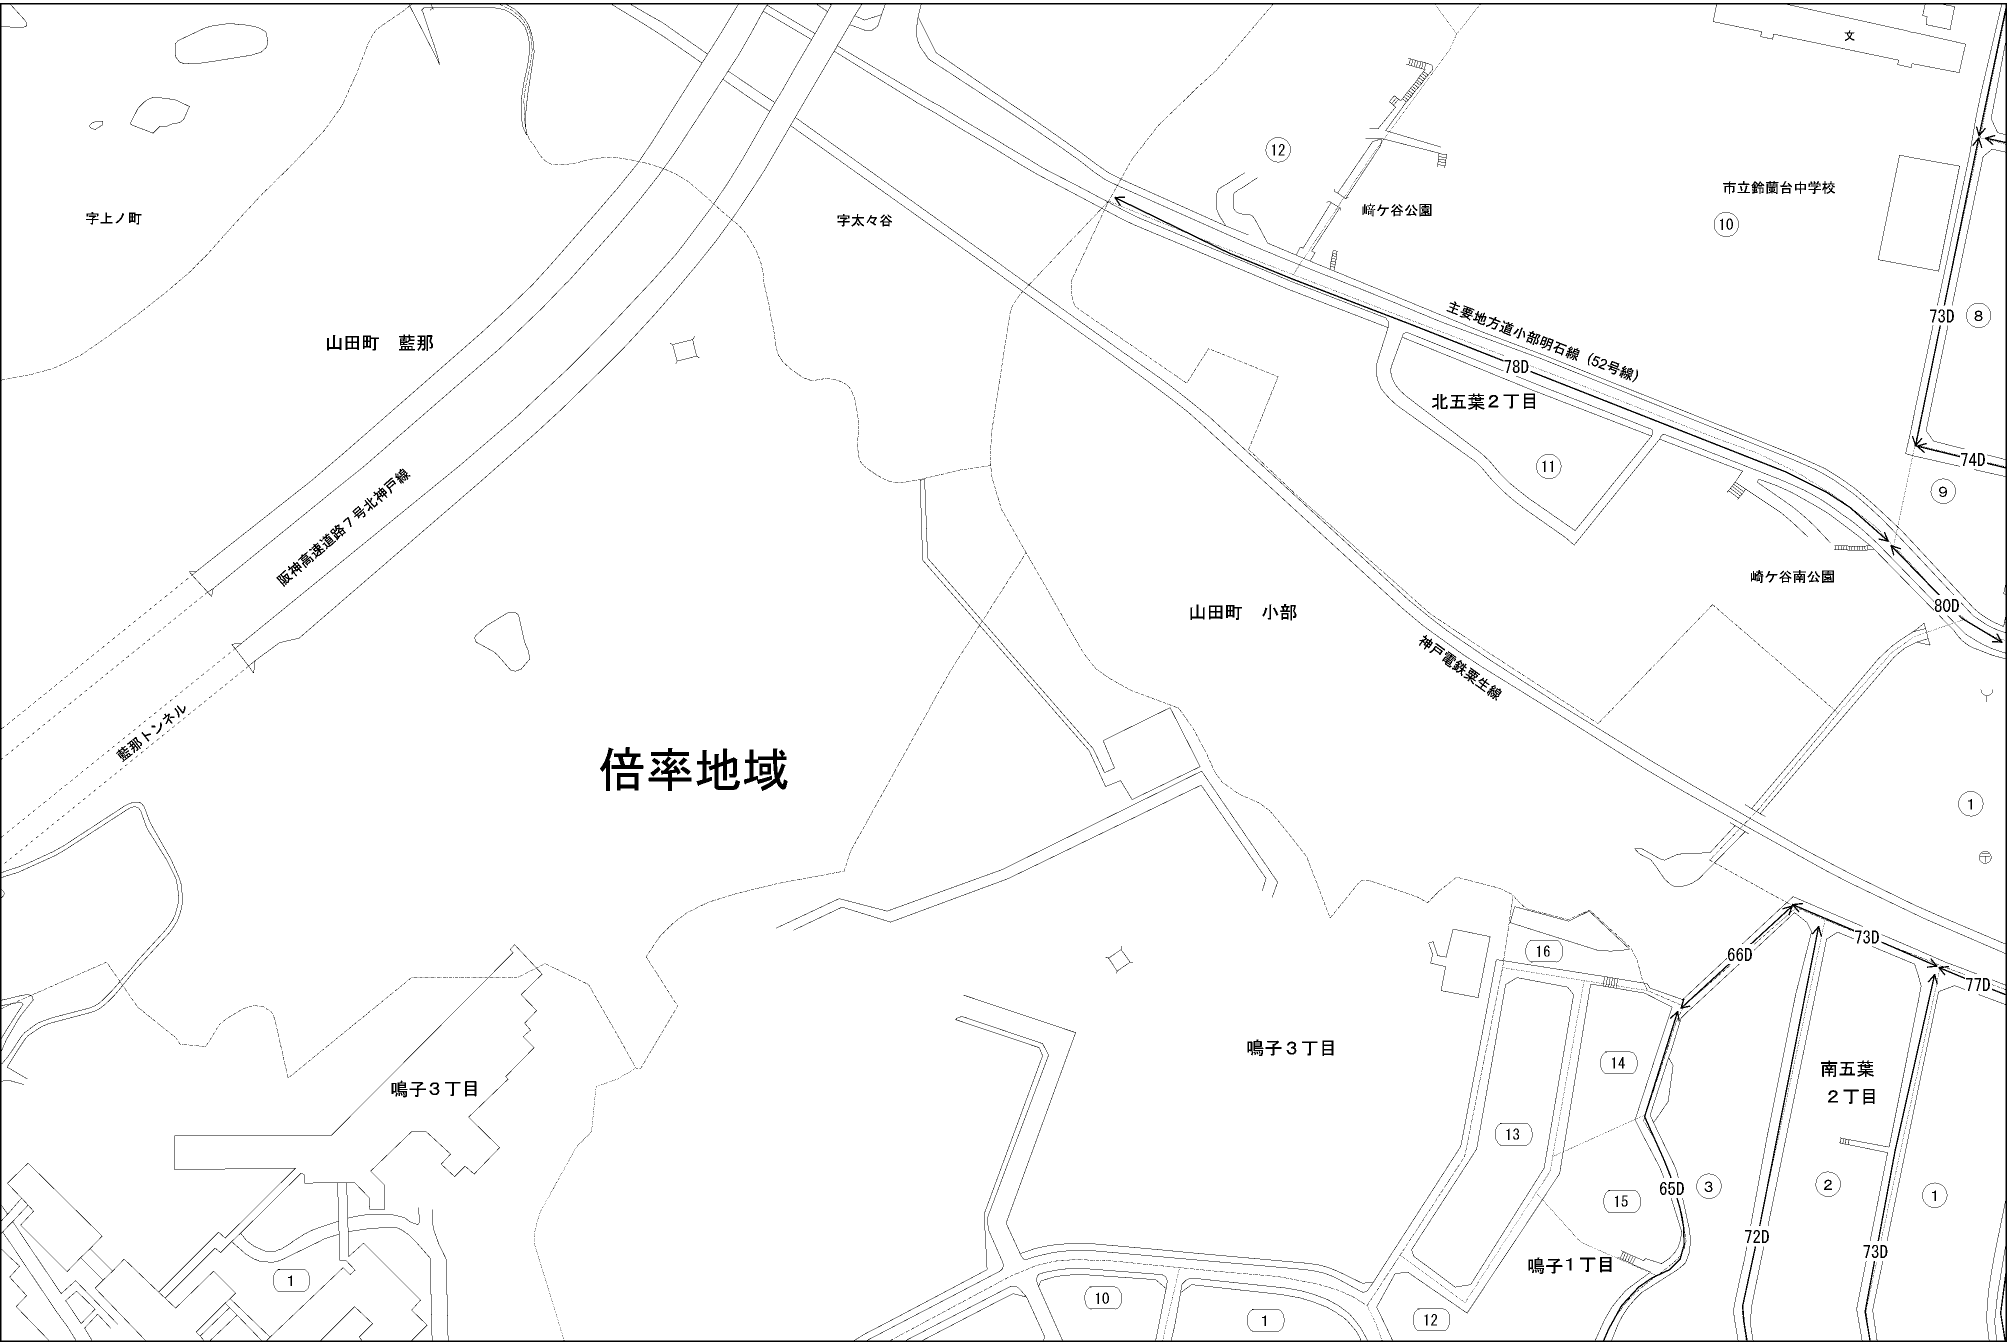 文
12
﨑ケ谷公園
市立鈴蘭台中学校
10
字上ノ町
字太々谷
山田町　藍那
主要地方道小部明石線（52号線）
73D
8
78D
北五葉２丁目
11
74D
9
阪神高速道路７号北神戸線
崎ケ谷南公園
80D
山田町　小部
神戸電鉄粟生線
藍那トンネル
倍率地域
1
〒
16
66D
73D
77D
鳴子３丁目
鳴子３丁目
14
南五葉
２丁目
13
65D
3
2
1
15
72D
73D
鳴子１丁目
1
10
1
12